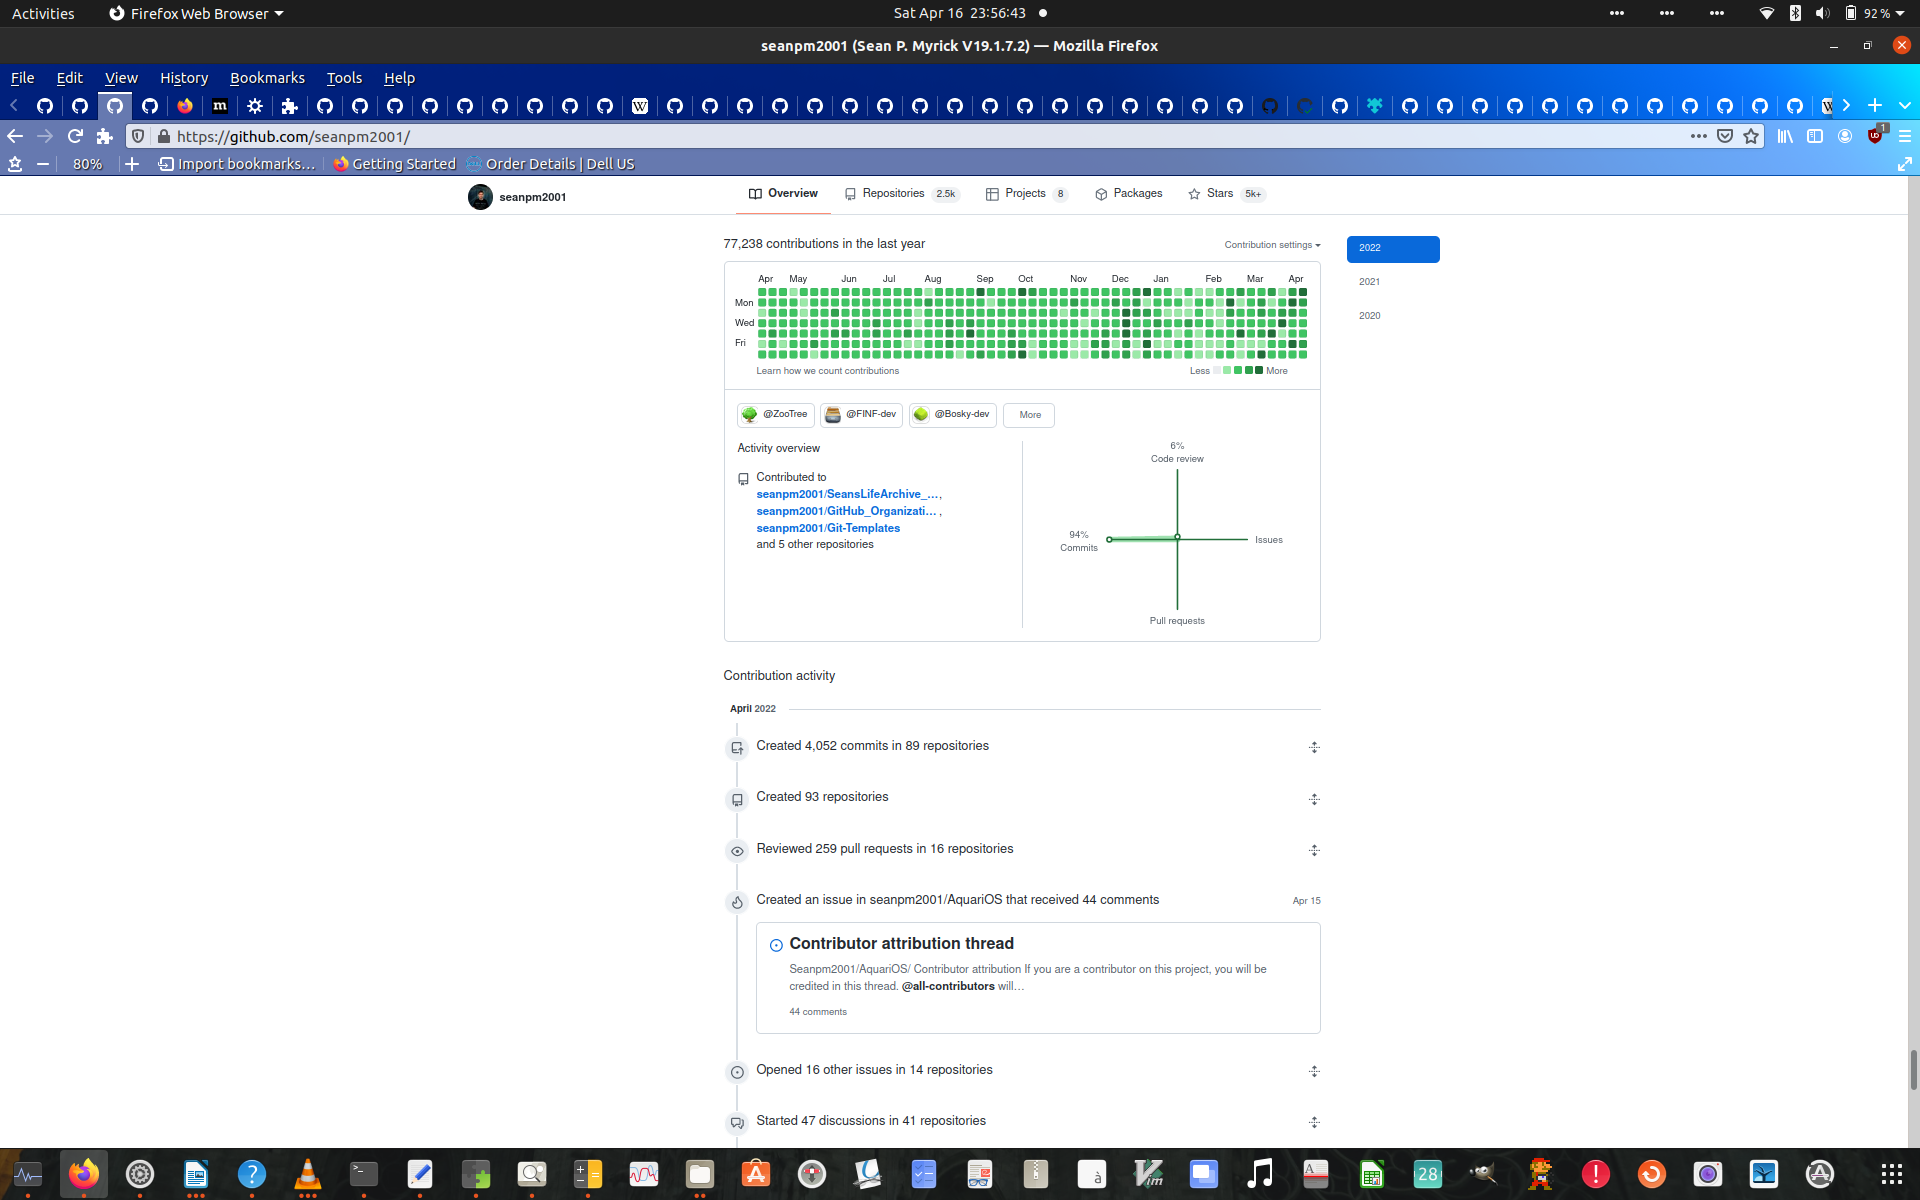 Activities
Firefox Web Browser
Sat Apr 16 23:56:43
92 %
seanpm2001 (Sean P. Myrick V19.1.7.2) — Mozilla Firefox
File Edit View History Bookmarks Tools Help
https://github.com/seanpm2001/
80%
Import bookmarks...
Getting Started
Order Details | Dell US
seanpm2001
Overview
Repositories 2.5k
Projects 8
Packages
Stars 5k+
77,238 contributions in the last year
Contribution settings
2022
2021
2020
Apr May Jun Jul Aug Sep Oct Nov Dec Jan Feb Mar Apr
Mon
Wed
Fri
Learn how we count contributions
Less More
@ZooTree
@FINF-dev
@Bosky-dev
More
Activity overview
Contributed to
seanpm2001/SeansLifeArchive_...,
seanpm2001/GitHub_Organizati... ,
seanpm2001/Git-Templates
and 5 other repositories
6%
Code review
94%
Commits
Issues
Pull requests
Contribution activity
April 2022
Created 4,052 commits in 89 repositories
Created 93 repositories
Reviewed 259 pull requests in 16 repositories
Created an issue in seanpm2001/AquariOS that received 44 comments
Apr 15
Contributor attribution thread
Seanpm2001/AquariOS/ Contributor attribution If you are a contributor on this project, you will be
credited in this thread. @all-contributors will…
44 comments
Opened 16 other issues in 14 repositories
Started 47 discussions in 41 repositories
28